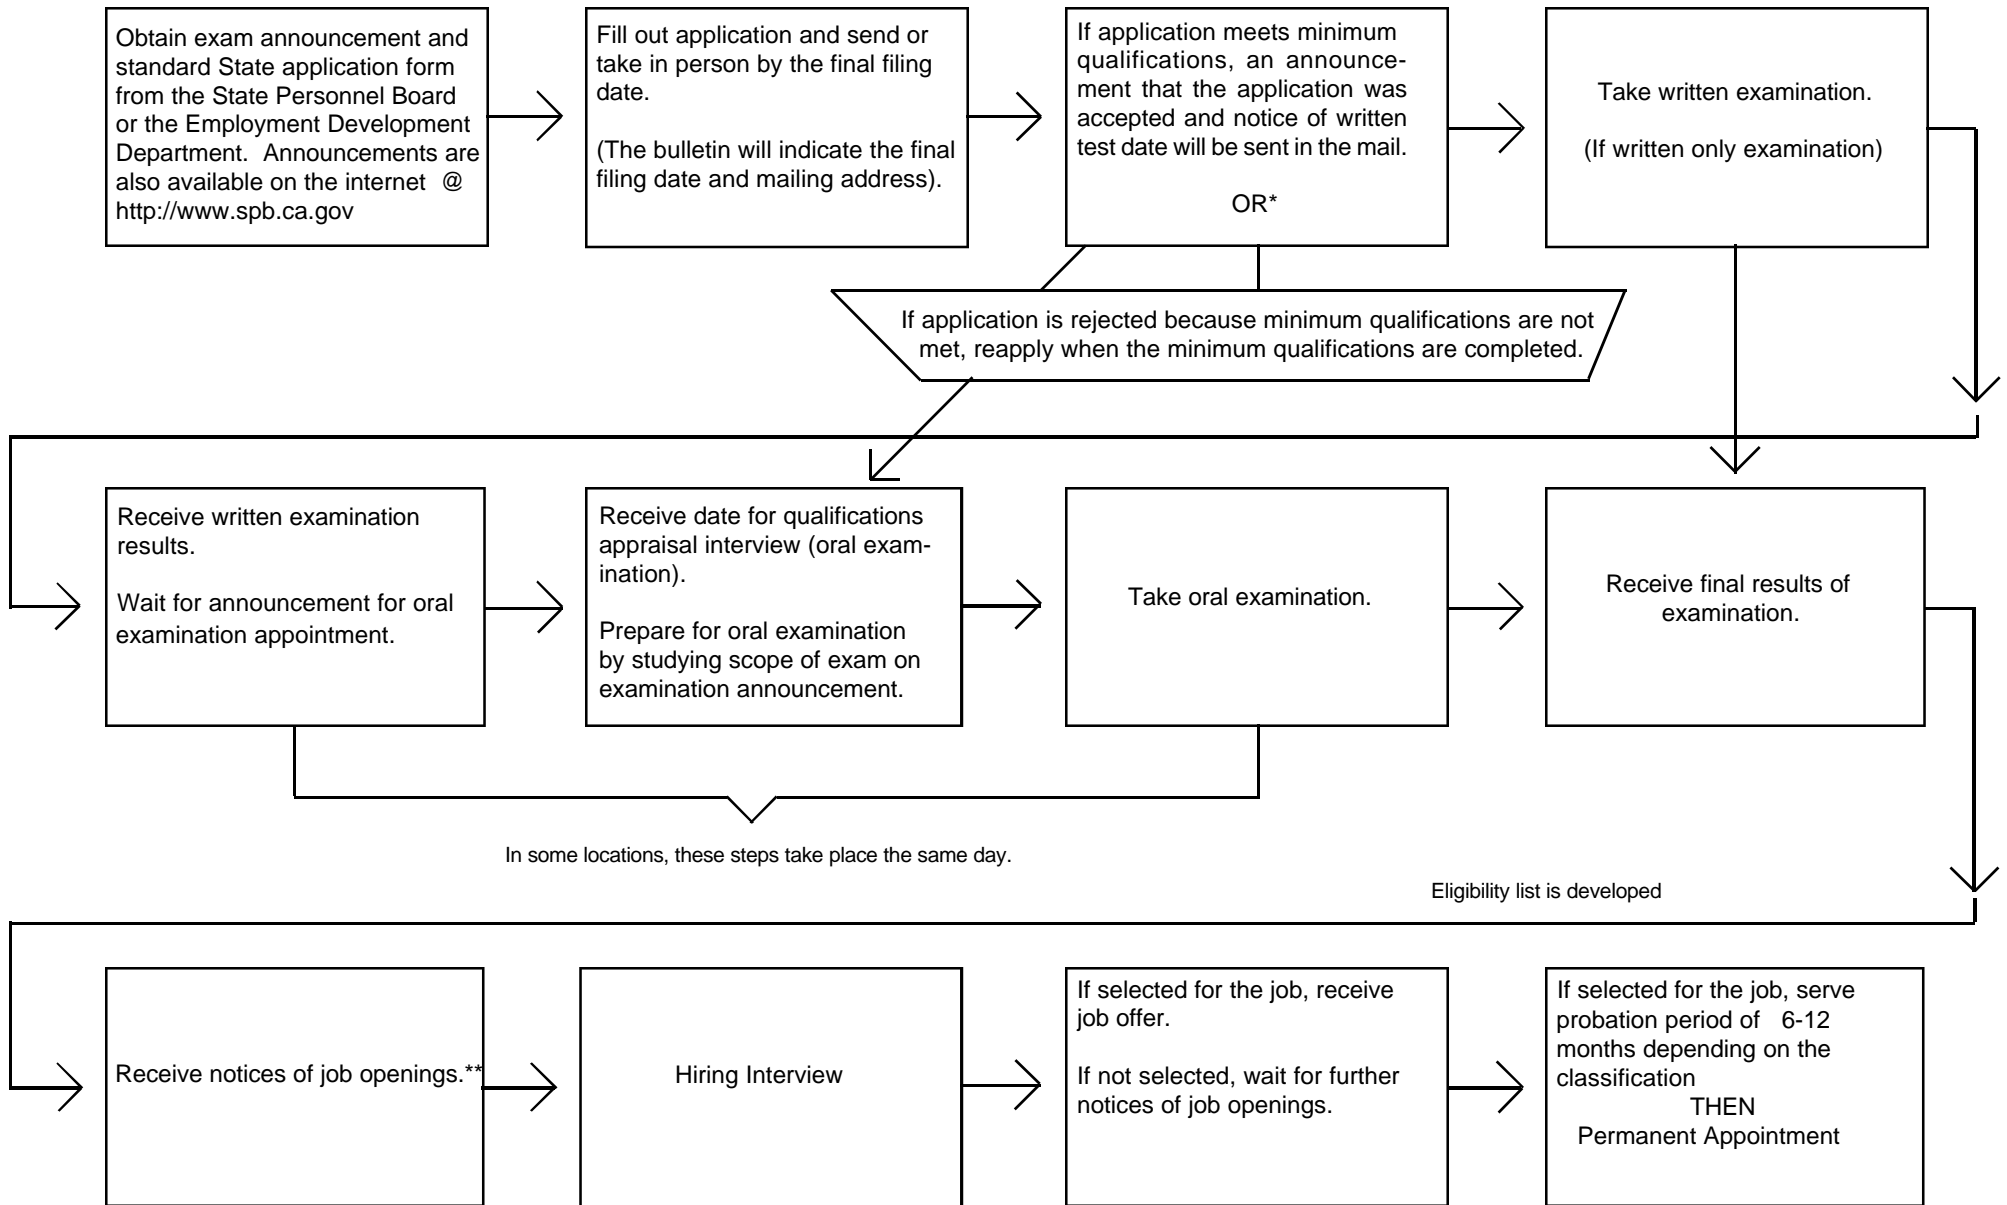 Obtain exam announcement and
standard State application form
from the State Personnel Board
or the Employment Development
Department.  Announcements are
also available on the internet  @
http://www.spb.ca.gov
Fill out application and send or
take in person by the final filing
date.
(The bulletin will indicate the final
filing date and mailing address).
If application meets minimum
qualifications, an announce-
ment that the application was
accepted and notice of written
test date will be sent in the mail.
OR*
Take written examination.
(If written only examination)
If application is rejected because minimum qualifications are not
met, reapply when the minimum qualifications are completed.
Receive written examination
results.
Wait for announcement for oral
examination appointment.
Receive date for qualifications
appraisal interview (oral exam-
ination).
Prepare for oral examination
by studying scope of exam on
examination announcement.
Take oral examination.
Receive final results of
examination.
In some locations, these steps take place the same day.
Eligibility list is developed
Receive notices of job openings.**
Hiring Interview
If selected for the job, receive
job offer.
If not selected, wait for further
notices of job openings.
If selected for the job, serve
probation period of  6-12
months depending on the
classification
THEN
Permanent Appointment